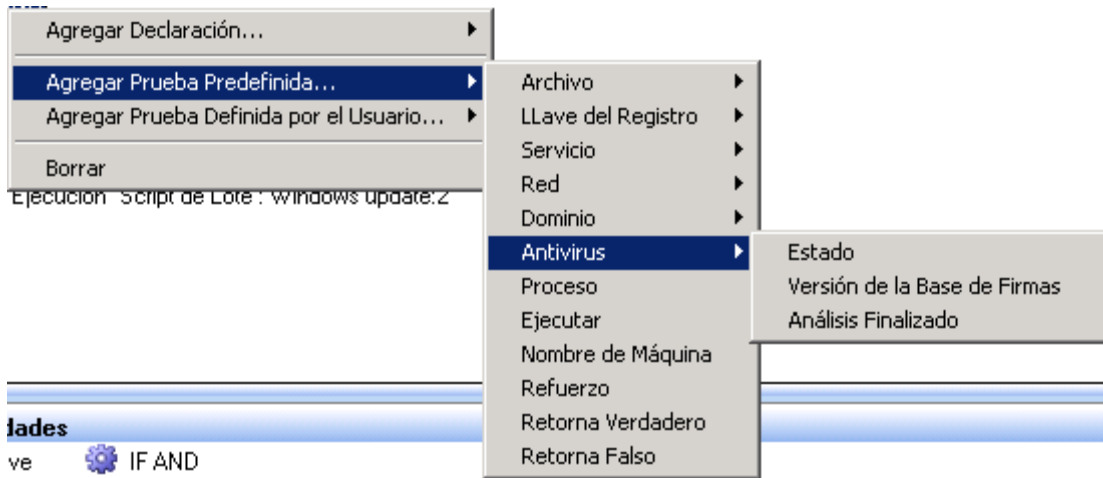 Agregar Declaración...
Agregar Prueba Predefinida...
Agregar Prueba Definida por el Usuario...
Borrar
Ejecución "Script de Lote : Windows update:2
Archivo
LLave del Registro
Servicio
Red
Dominio
Antivirus
Proceso
Ejecutar
Nombre de Máquina
Refuerzo
Retorna Verdadero
Retorna Falso
Estado
Versión de la Base de Firmas
Análisis Finalizado
dades
ve IF AND